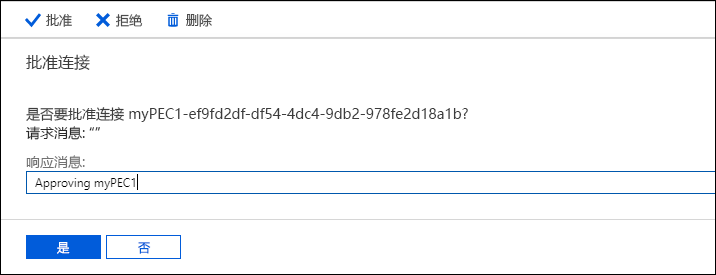 批准 拒绝 删除
批准连接
是否要批准连接 myPEC1-ef9fd2df-df54-4dc4-9db2-978fe2d18a1b?
请求消息: “”
响应消息:
Approving myPEC1
是 否